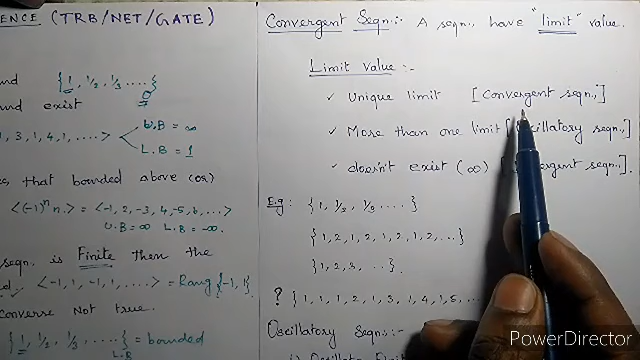 ENCE (TRB/NET/GATE)
and {1, 1/2, 1/3 ....}
and exist 0
1, 3, 1, 4, 1, ....> U.B = ∞
L.B = 1
that bounded above (or)
<(-1)^n n.> = <-1, 2, -3, 4, -5, 6, ...>
U.B = ∞ L.B = -∞.
seqn. is Finite then the
<-1, 1, -1, 1, ....> = Rang {-1, 1}
Converse Not true.
{1, 1/2, 1/3, ....} = bounded
L.B
Convergent Seqn:- A seqn., have "limit" value.
Limit value:-
✓ Unique limit [Convergent seqn.,]
✓ More than one limit [Oscillatory seqn.,]
✓ doesn't exist (∞) [ergent seqn.,].
E.g: {1, 1/2, 1/3 ....}
{1, 2, 1, 2, 1, 2, 1, 2, ...}
{1, 2, 3, ...}.
? {1, 1, 1, 2, 1, 3, 1, 4, 1, 5, ...
Oscillatory Seqn:-
PowerDirector